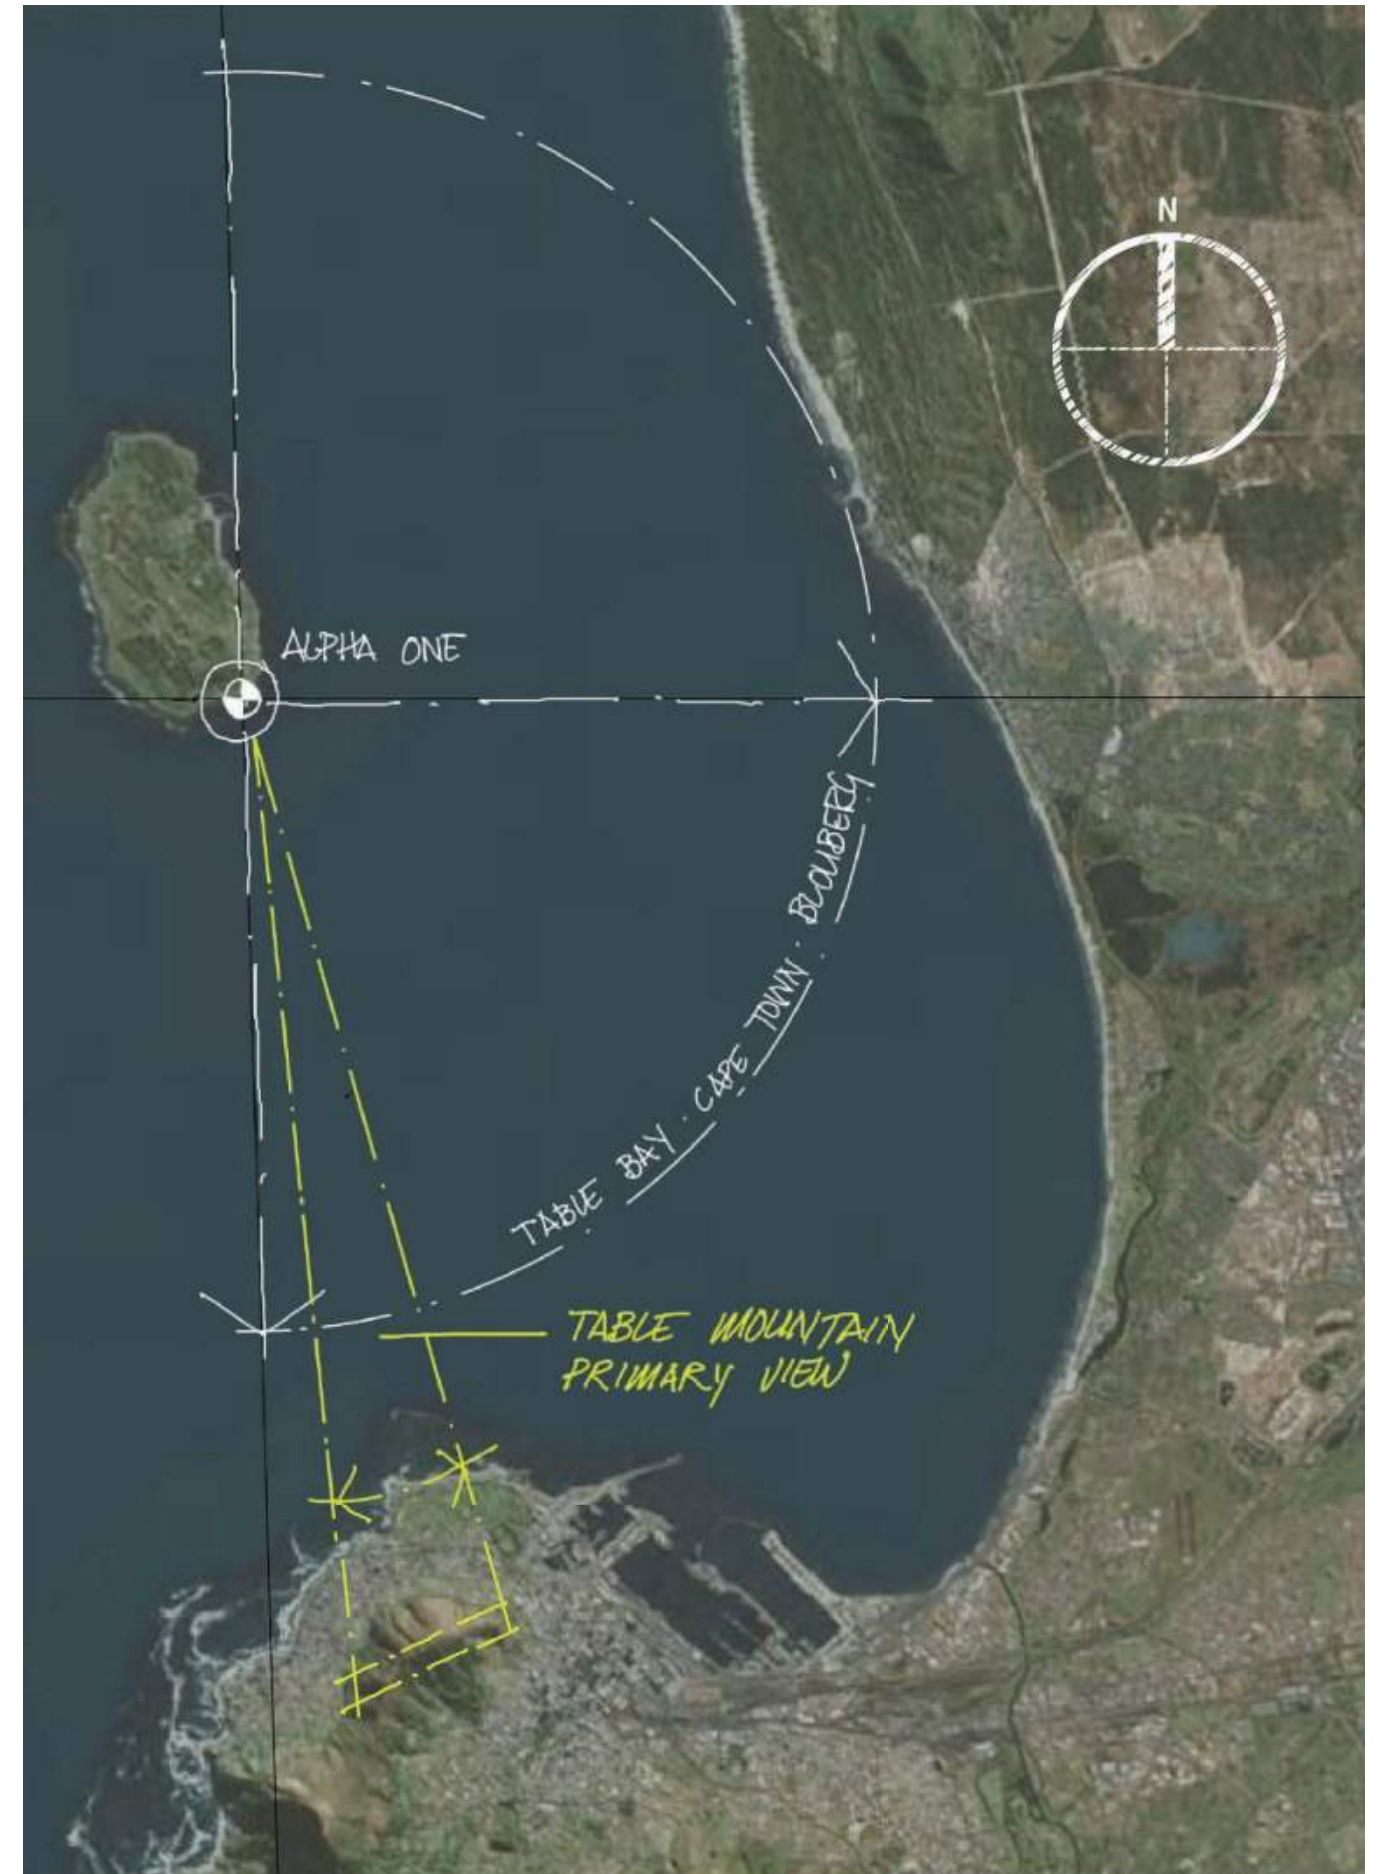 N
ALPHA ONE
TABLE BAY · CAPE TOWN · BLOUBERG
TABLE MOUNTAIN
PRIMARY VIEW